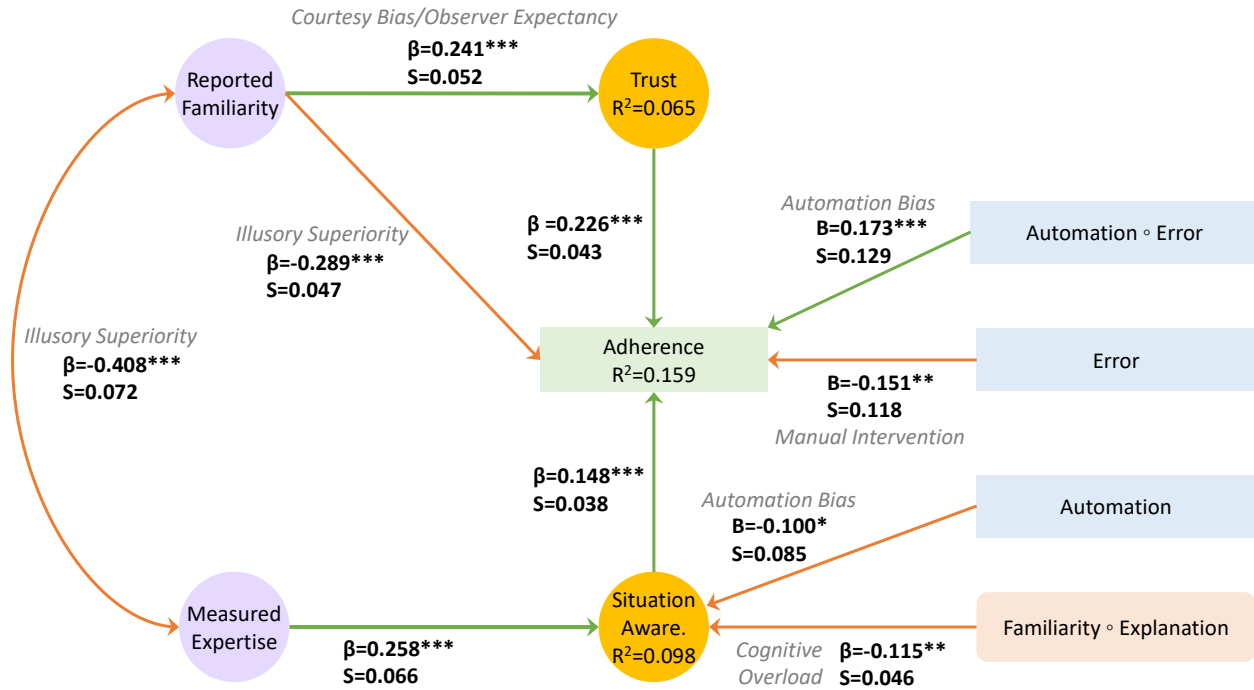 Courtesy Bias/Observer Expectancy
β=0.241***
S=0.052
Reported
Familiarity
Trust
R²=0.065
Illusory Superiority
β=-0.289***
S=0.047
β =0.226***
S=0.043
Automation Bias
B=0.173***
S=0.129
Automation ∘ Error
Illusory Superiority
β=-0.408***
S=0.072
Adherence
R²=0.159
Error
B=-0.151**
S=0.118
Manual Intervention
β=0.148***
S=0.038
Automation Bias
B=-0.100*
S=0.085
Automation
Measured
Expertise
β=0.258***
S=0.066
Situation
Aware.
R²=0.098
Cognitive
Overload
β=-0.115**
S=0.046
Familiarity ∘ Explanation